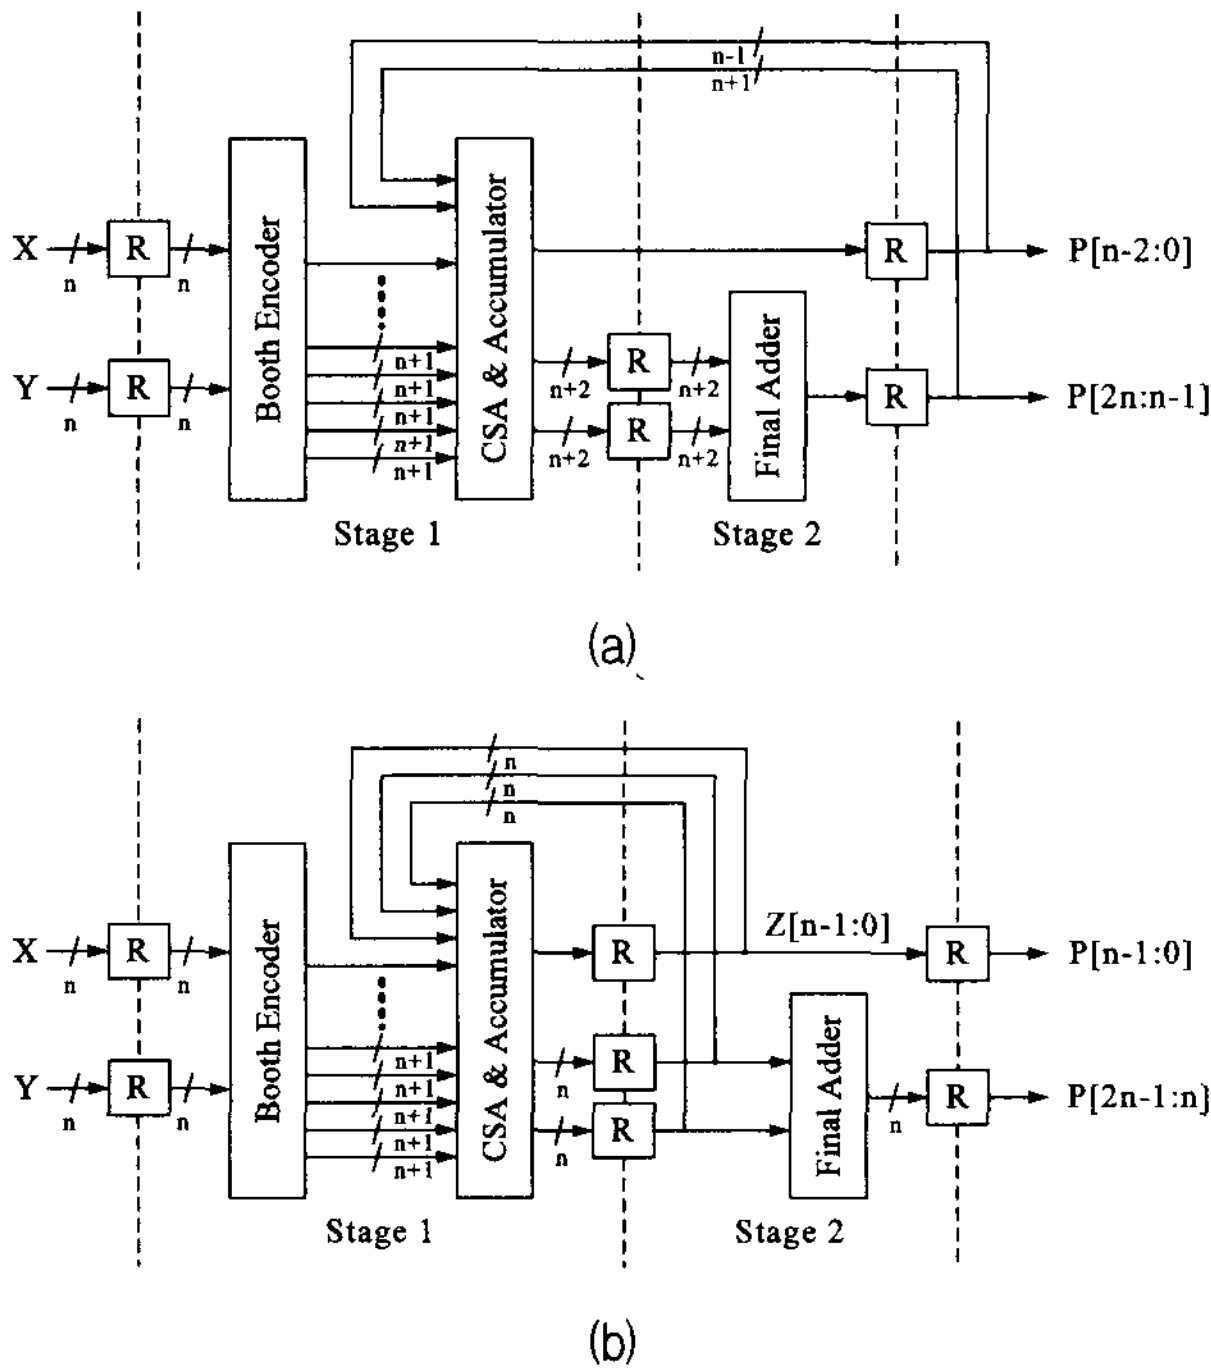 n-1
n+1
Booth Encoder
CSA & Accumulator
X
n
R
n
R
P[n-2:0]
Y
n
R
n
n+1
n+1
n+1
n+1
n+1
n+2
R
n+2
n+2
R
n+2
Final Adder
R
P[2n:n-1]
Stage 1
Stage 2
(a)
n
n
n
Booth Encoder
CSA & Accumulator
X
n
R
n
R
Z[n-1:0]
R
P[n-1:0]
Y
n
R
n
n+1
n+1
n+1
n+1
n+1
n
R
n
R
Final Adder
n
R
P[2n-1:n]
Stage 1
Stage 2
(b)